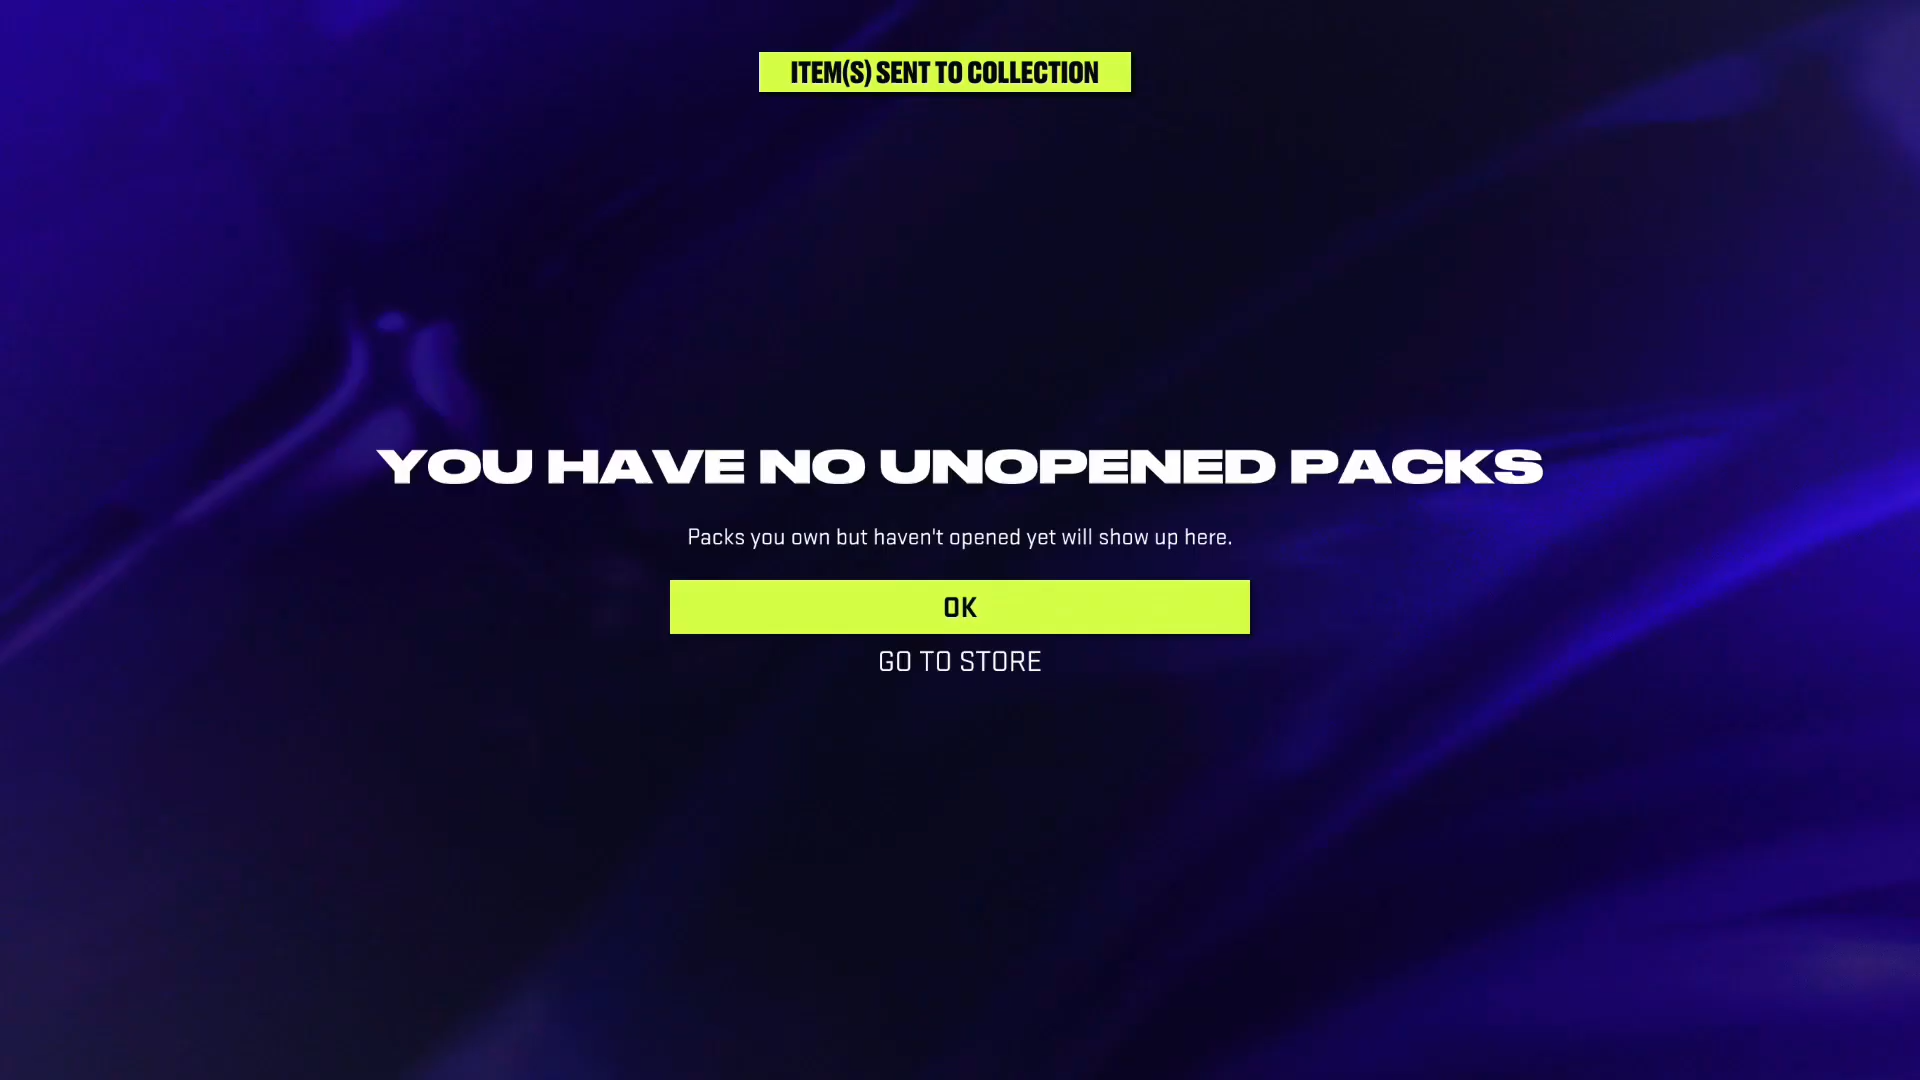 ITEM(S) SENT TO COLLECTION
YOU HAVE NO UNOPENED PACKS
Packs you own but haven't opened yet will show up here.
OK
GO TO STORE